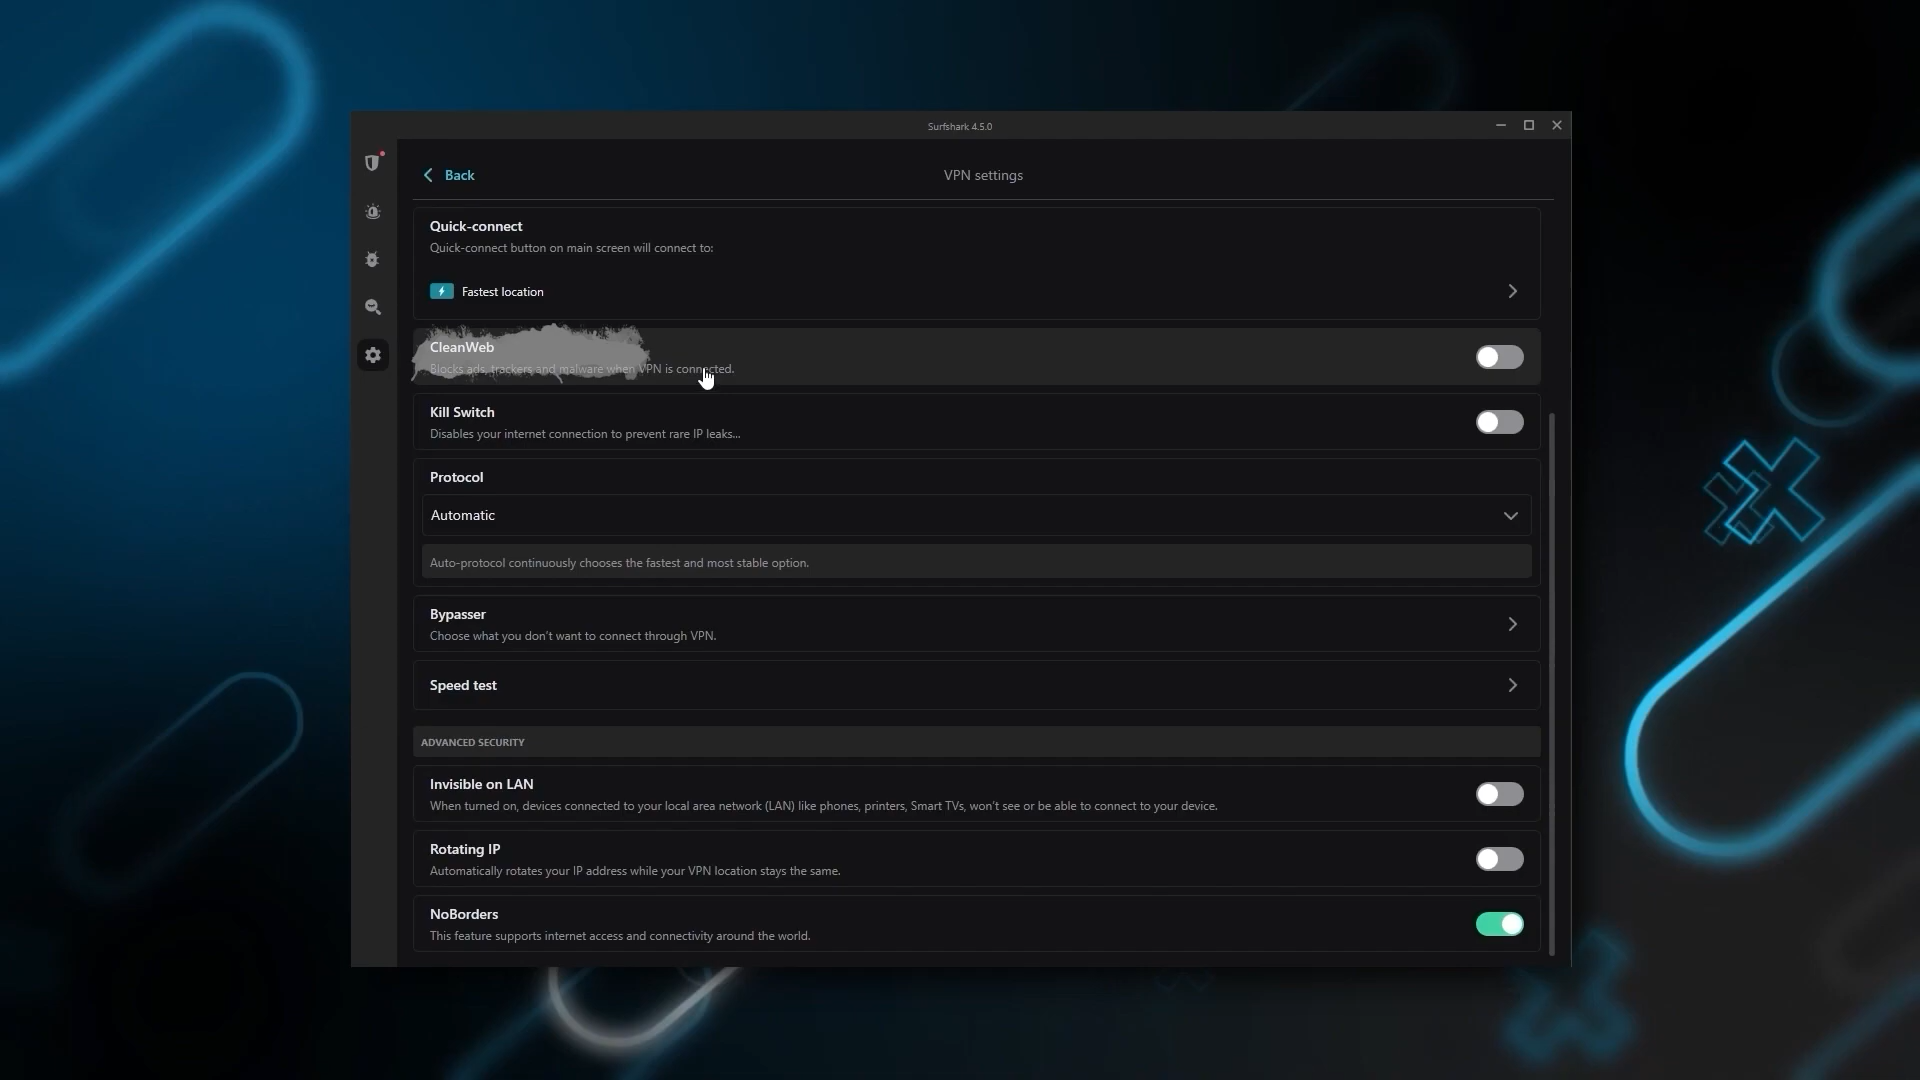 Surfshark 4.5.0
Back
VPN settings
Quick-connect
Quick-connect button on main screen will connect to:
Fastest location
CleanWeb
Blocks ads, trackers and malware when VPN is connected.
Kill Switch
Disables your internet connection to prevent rare IP leaks...
Protocol
Automatic
Auto-protocol continuously chooses the fastest and most stable option.
Bypasser
Choose what you don't want to connect through VPN.
Speed test
ADVANCED SECURITY
Invisible on LAN
When turned on, devices connected to your local area network (LAN) like phones, printers, Smart TVs, won't see or be able to connect to your device.
Rotating IP
Automatically rotates your IP address while your VPN location stays the same.
NoBorders
This feature supports internet access and connectivity around the world.